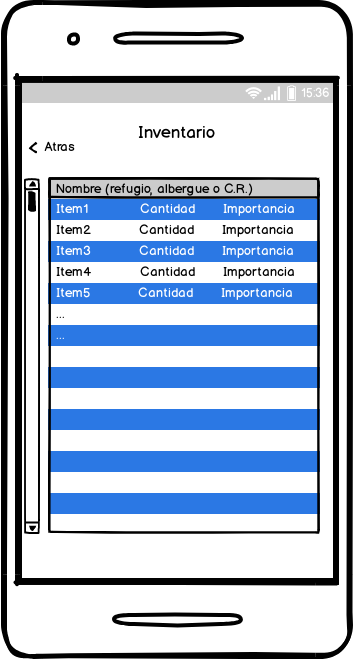 15:36
Inventario
Atras
Nombre (refugio, albergue o C.R.)
Item1 Cantidad Importancia
Item2 Cantidad Importancia
Item3 Cantidad Importancia
Item4 Cantidad Importancia
Item5 Cantidad Importancia
...
...